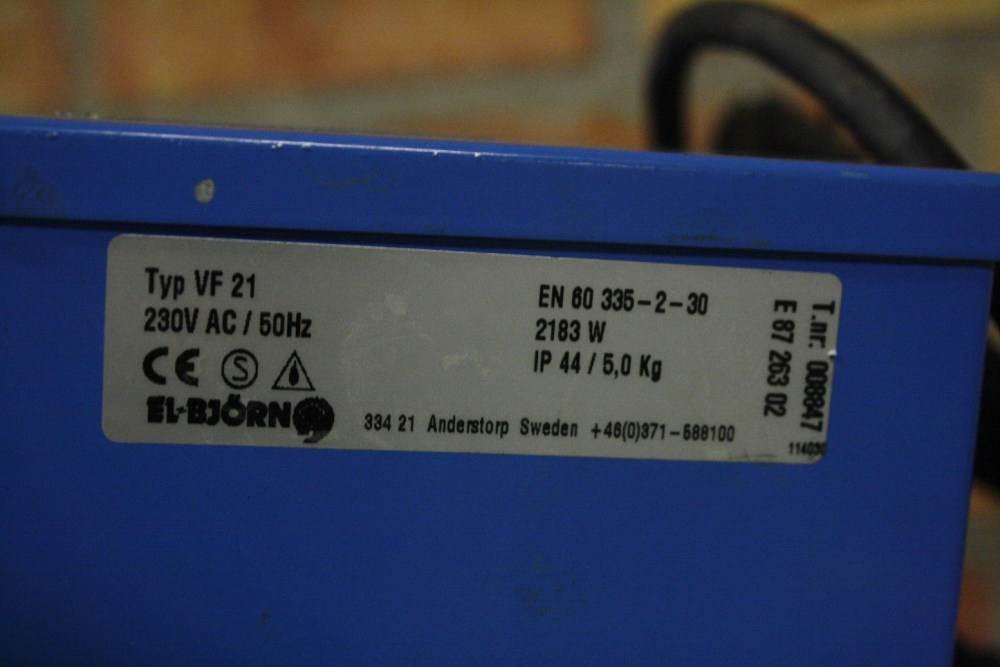 Typ VF 21
230V AC / 50Hz
CE S
EL-BJÖRN
EN 60 335-2-30
2183 W
IP 44 / 5,0 Kg
334 21 Anderstorp Sweden +46(0)371-588100
T.nr. 008847
E 87 263 02